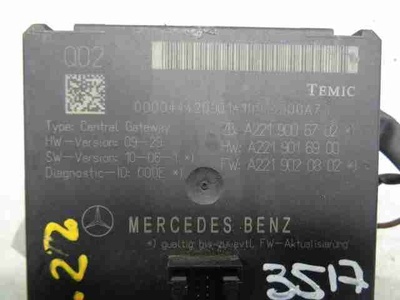 Q02
TEMIC
Type: Central Gateway
HW-Version: 09-29
SW-Version: 10-06-1 *)
Diagnostic-ID: 0002 *)
ZB: A221 900 67 02 *)
HW: A221 901 69 00
FW: A221 902 08 02 *)
MERCEDES-BENZ
*) gueltig bis zu evtl. FW-Aktualisierung
3517